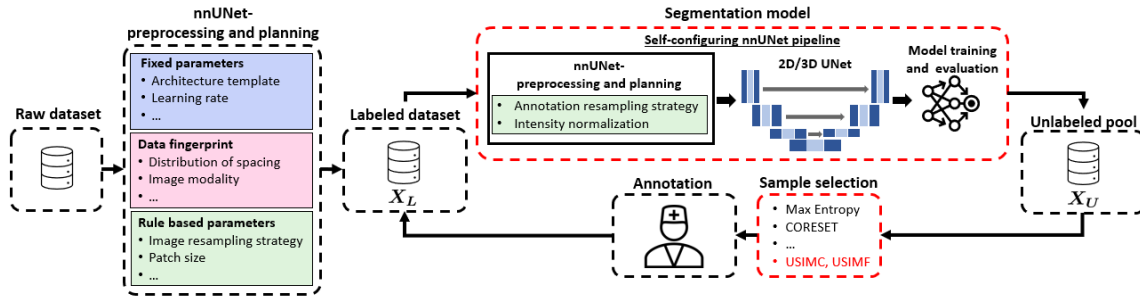 Raw dataset
nnUNet-
preprocessing and planning
Fixed parameters
• Architecture template
• Learning rate
• ...
Data fingerprint
• Distribution of spacing
• Image modality
• ...
Rule based parameters
• Image resampling strategy
• Patch size
• ...
Labeled dataset
X_L
Segmentation model
Self-configuring nnUNet pipeline
nnUNet-
preprocessing and planning
• Annotation resampling strategy
• Intensity normalization
2D/3D UNet
Model training
and evaluation
Unlabeled pool
X_U
Sample selection
• Max Entropy
• CORESET
• ...
• USIMC, USIMF
Annotation